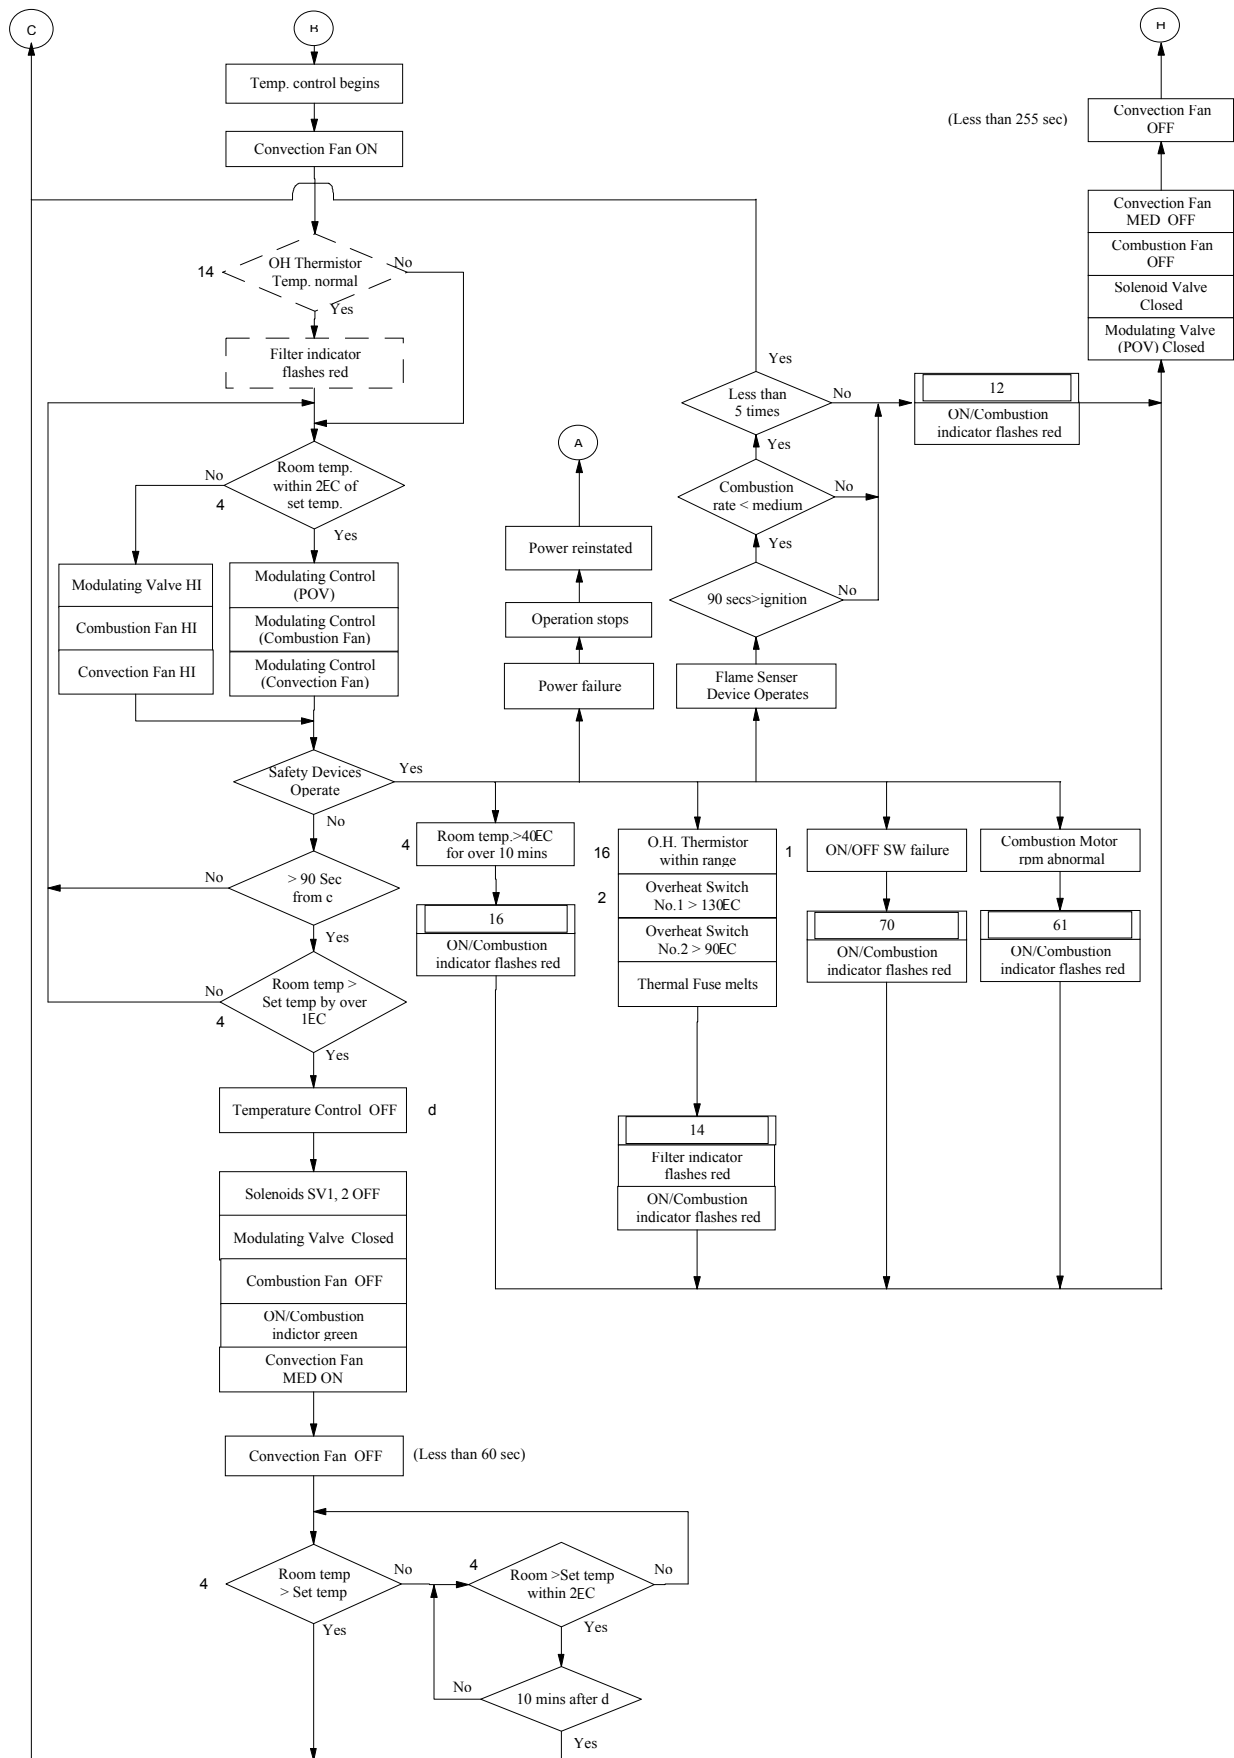 C
B
H
Temp. control begins
Convection Fan ON
(Less than 255 sec)
Convection Fan
OFF
Convection Fan
MED OFF
Combustion Fan
OFF
Solenoid Valve
Closed
Modulating Valve
(POV) Closed
14
OH Thermistor
Temp. normal
No
Yes
Filter indicator
flashes red
Yes
Less than
5 times
No
12
ON/Combustion
indicator flashes red
A
Yes
No
Room temp.
within 2EC of
set temp.
4
Yes
Combustion
rate < medium
No
Yes
Power reinstated
Modulating Valve HI
Combustion Fan HI
Convection Fan HI
Modulating Control
(POV)
Modulating Control
(Combustion Fan)
Modulating Control
(Convection Fan)
90 secs>ignition
No
Operation stops
Power failure
Flame Senser
Device Operates
Safety Devices
Operate
Yes
No
4
Room temp.>40EC
for over 10 mins
16
O.H. Thermistor
within range
1
ON/OFF SW failure
Combustion Motor
rpm abnormal
No
> 90 Sec
from c
Yes
2
Overheat Switch
No.1 > 130EC
Overheat Switch
No.2 > 90EC
Thermal Fuse melts
16
ON/Combustion
indicator flashes red
70
ON/Combustion
indicator flashes red
61
ON/Combustion
indicator flashes red
No
4
Room temp >
Set temp by over
1EC
Yes
Temperature Control OFF
d
14
Filter indicator
flashes red
ON/Combustion
indicator flashes red
Solenoids SV1, 2 OFF
Modulating Valve Closed
Combustion Fan OFF
ON/Combustion
indictor green
Convection Fan
MED ON
Convection Fan OFF
(Less than 60 sec)
4
Room temp
> Set temp
No
Yes
4
Room >Set temp
within 2EC
No
Yes
No
10 mins after d
Yes